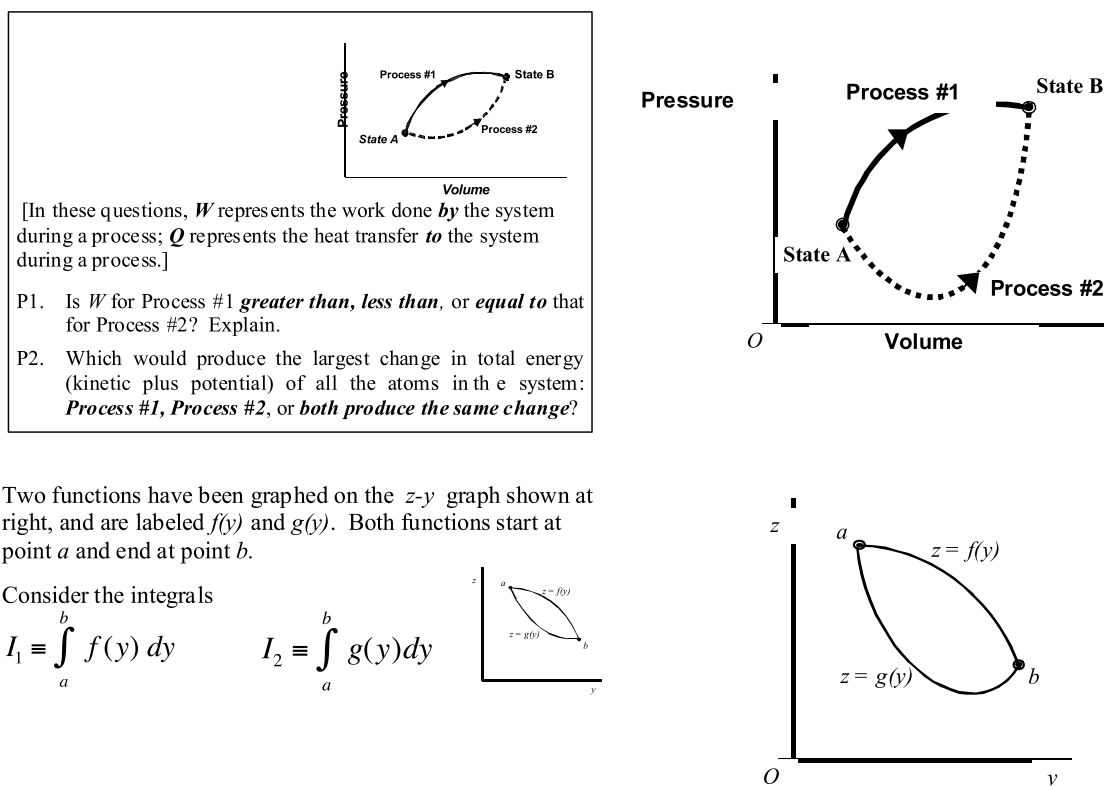 Pressure
Process #1
State B
State A
Process #2
Volume
[In these questions, W represents the work done by the system
during a process; Q represents the heat transfer to the system
during a process.]
P1. Is W for Process #1 greater than, less than, or equal to that
for Process #2? Explain.
P2. Which would produce the largest change in total energy
(kinetic plus potential) of all the atoms in th e system:
Process #1, Process #2, or both produce the same change?
Pressure
Process #1
State B
State A
Process #2
O
Volume
Two functions have been graphed on the z-y graph shown at
right, and are labeled f(y) and g(y). Both functions start at
point a and end at point b.
Consider the integrals
I₁ ≡ ∫ₐᵇ f(y) dy
I₂ ≡ ∫ₐᵇ g(y)dy
z
a
z = f(y)
z = g(y)
b
y
z
a
z = f(y)
z = g(y)
b
O
y